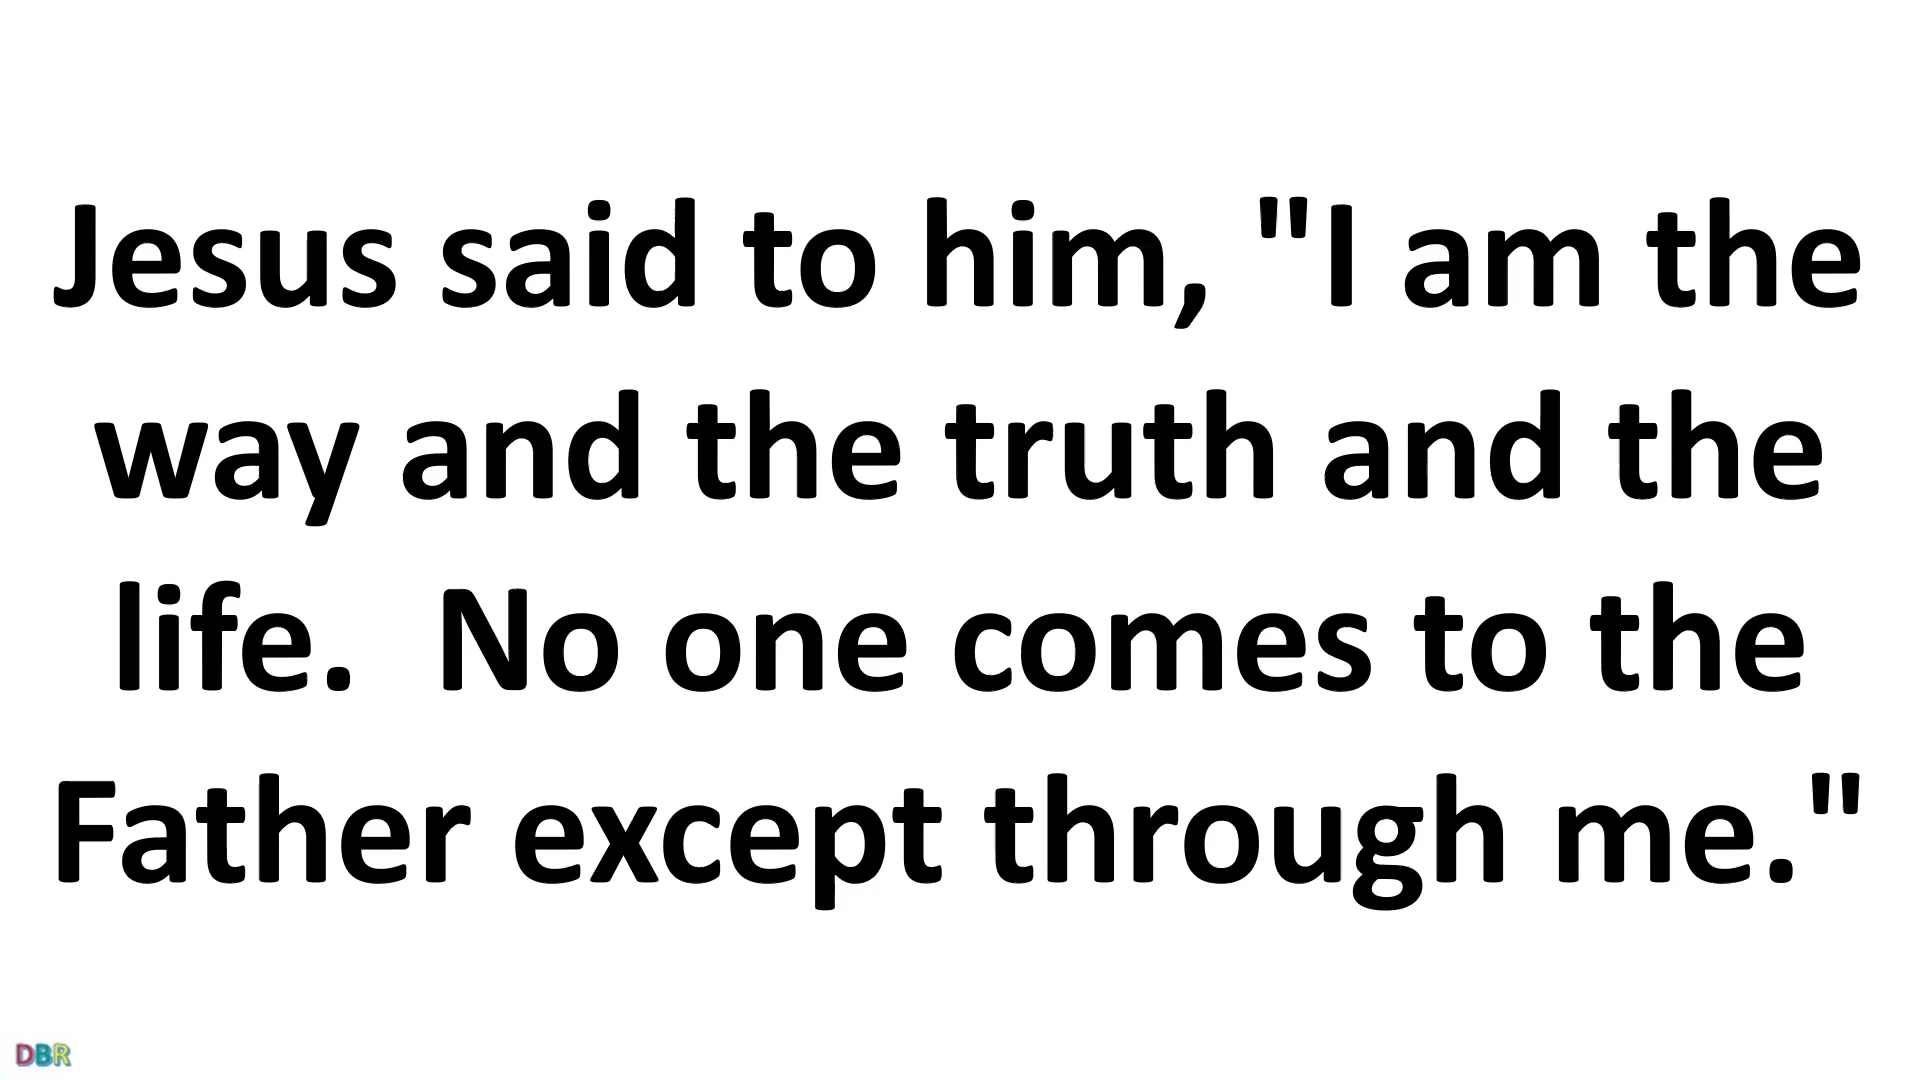 Jesus said to him, "I am the
way and the truth and the
life.  No one comes to the
Father except through me."
DBR